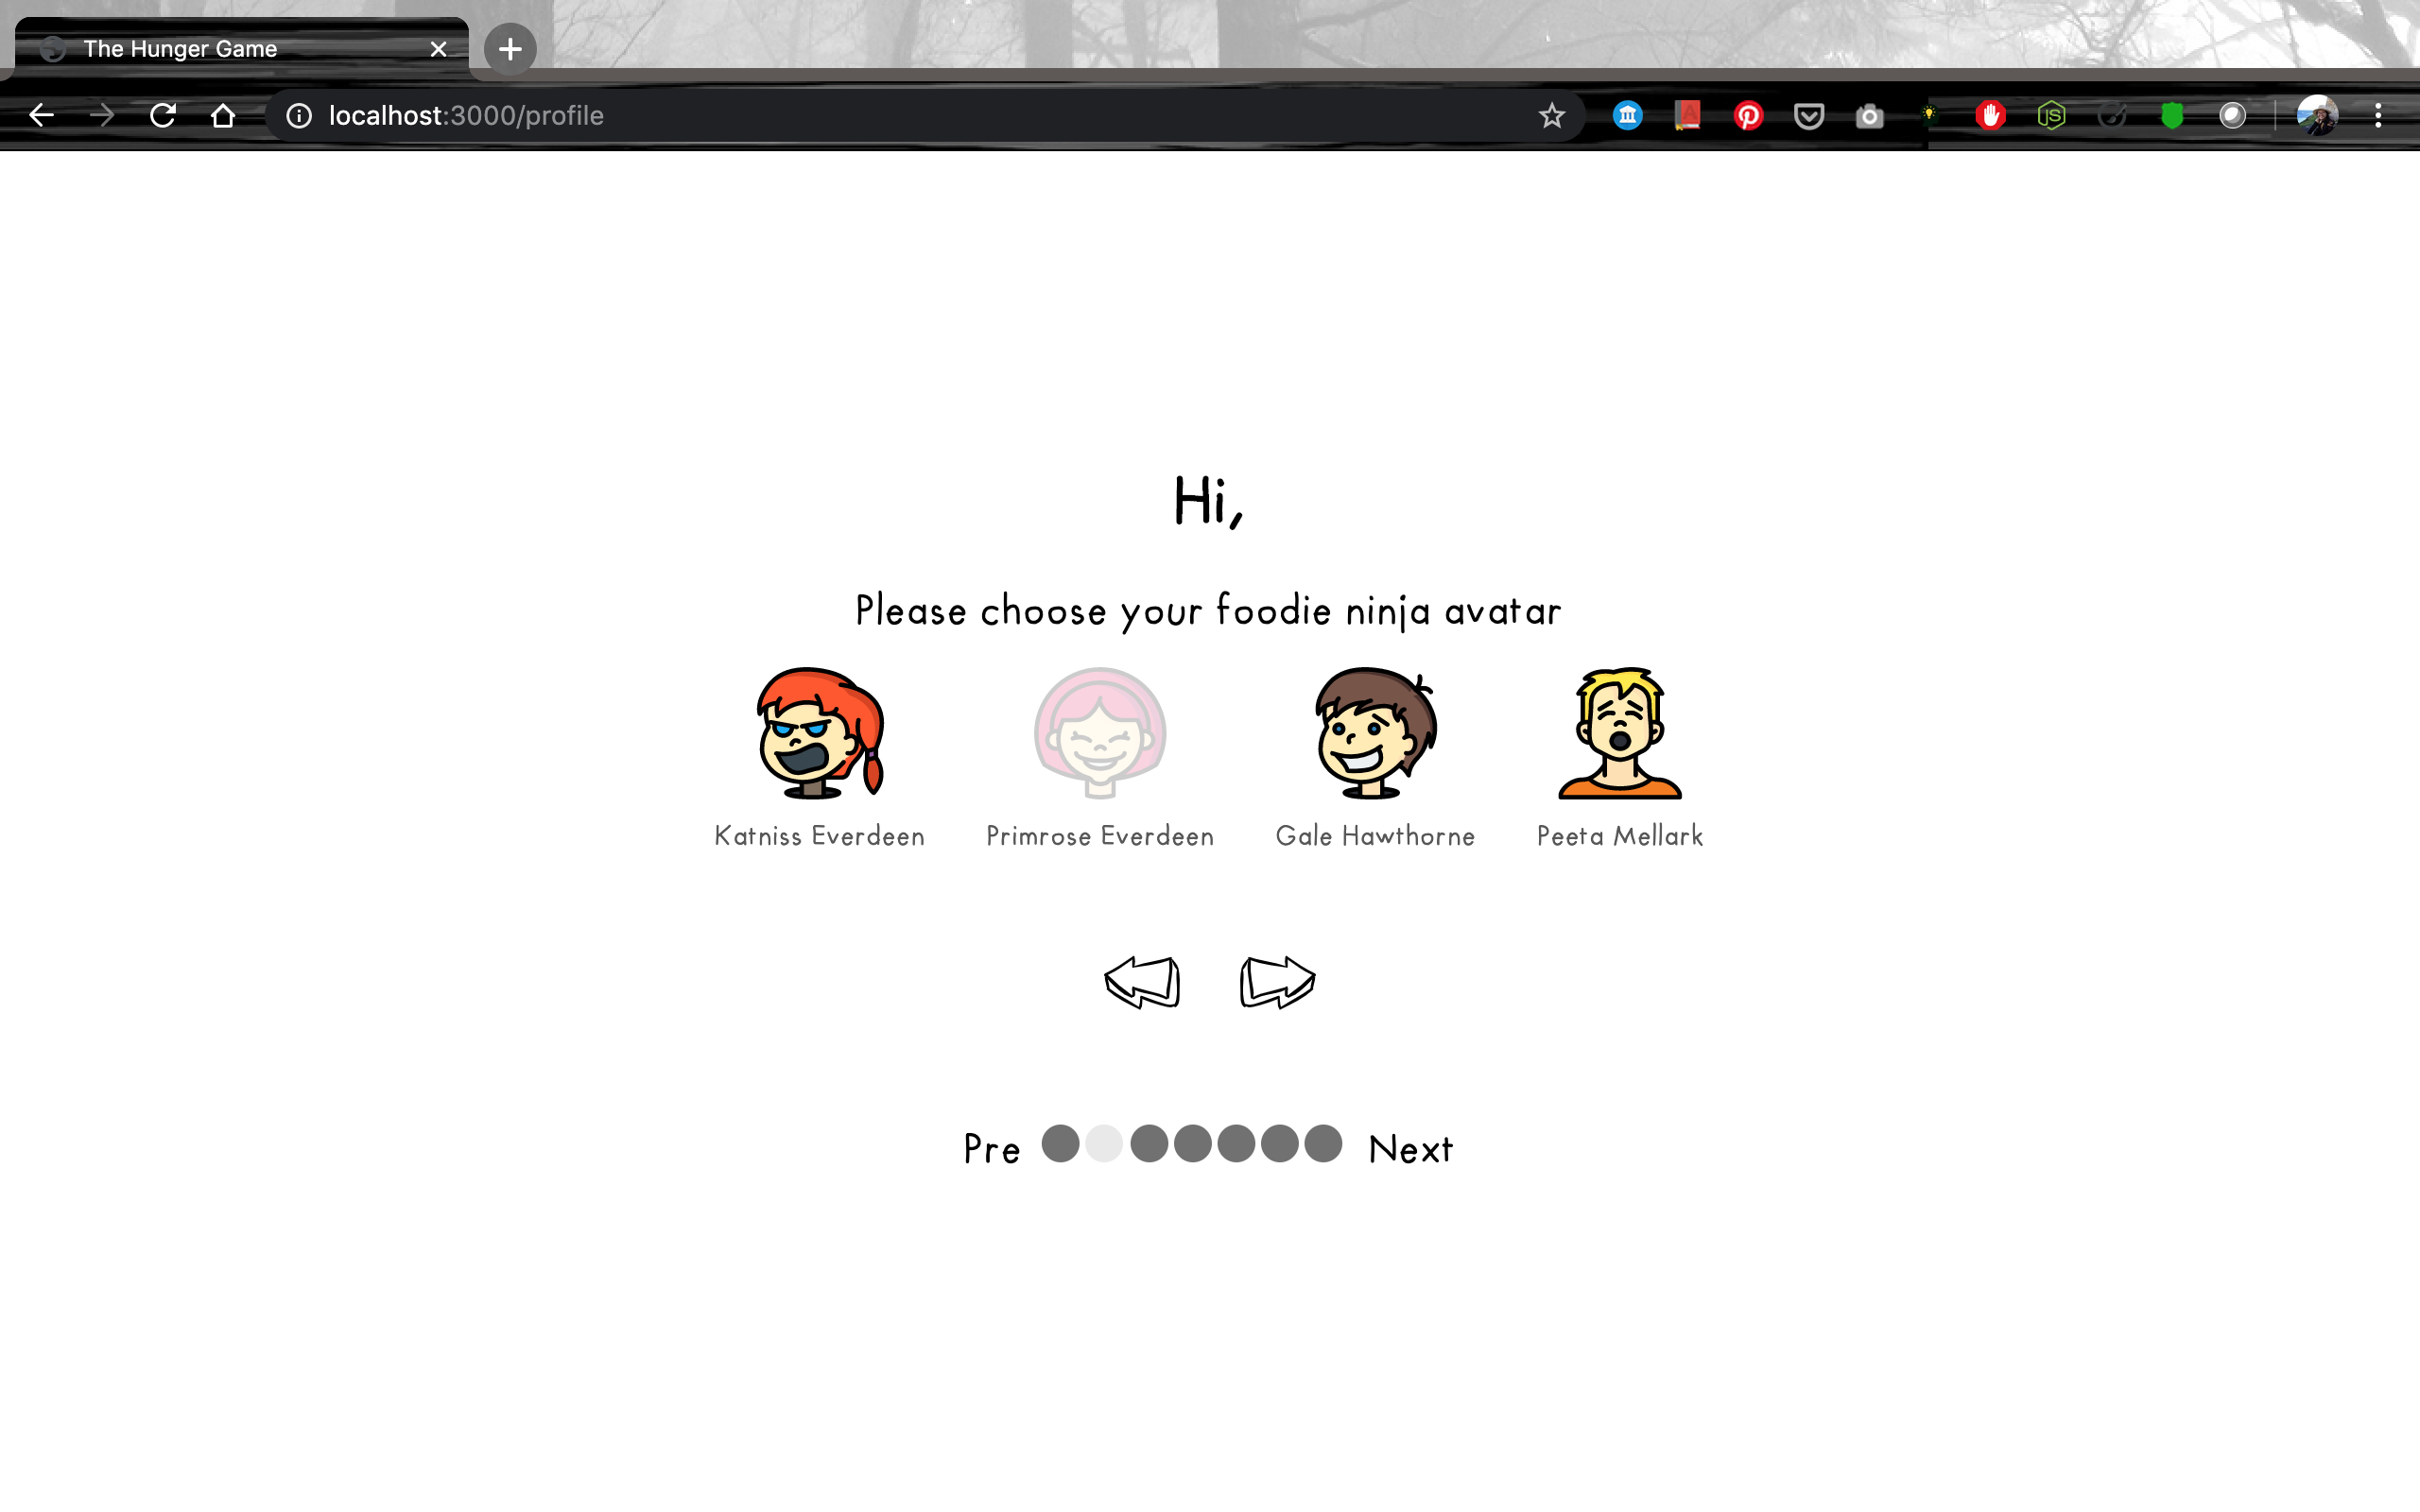 The Hunger Game
localhost:3000/profile
Hi,
Please choose your foodie ninja avatar
Katniss Everdeen
Primrose Everdeen
Gale Hawthorne
Peeta Mellark
Pre
Next